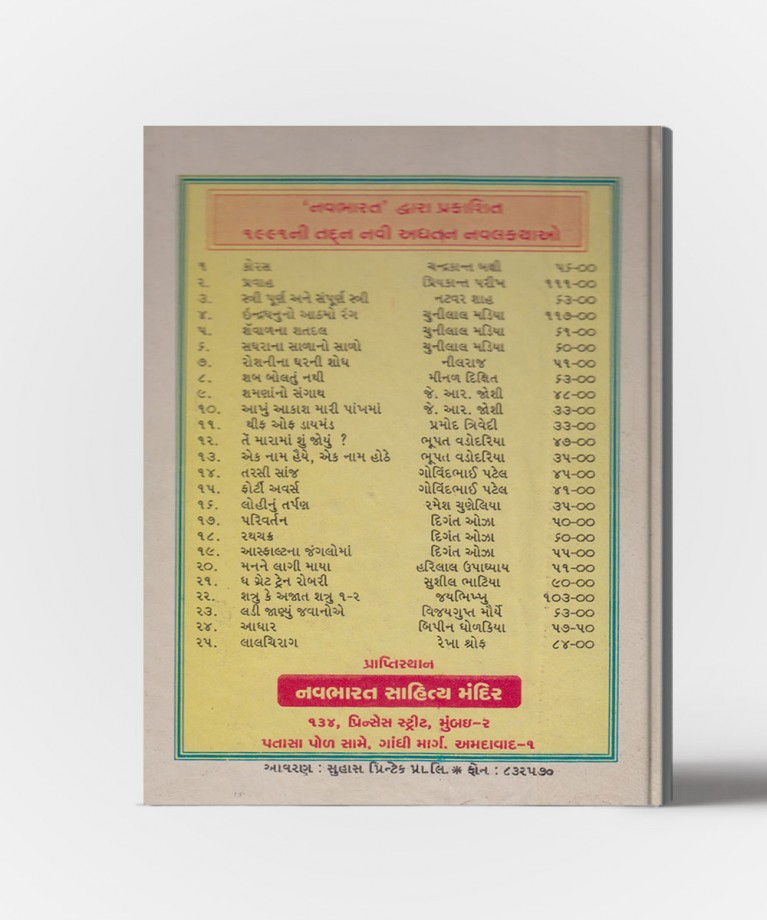 'નવભારત' દ્વારા પ્રકાશિત
૧૯૯૧ની તદ્દન નવી અદ્યતન નવલકથાઓ
૧ કોરસ ચન્દ્રકાન્ત બક્ષી ૫૬-૦૦
૨. પ્રવાહ પ્રિયકાન્ત પરીખ ૧૧૧-૦૦
૩. સ્ત્રી પૂર્ણ અને સંપૂર્ણ સ્ત્રી નટવર શાહ ૬૩-૦૦
૪. ઇન્દ્રધનુનો આઠમો રંગ ચુનીલાલ મડિયા ૧૧૭-૦૦
૫. શેવાળના શતદલ ચુનીલાલ મડિયા ૬૧-૦૦
૬. સધરાના સાળાનો સાળો ચુનીલાલ મડિયા ૬૦-૦૦
૭. રોશનીના ઘરની શોધ નીલરાજ ૫૧-૦૦
૮. શબ બોલતું નથી મીનળ દિક્ષિત ૬૩-૦૦
૯. શમણાંનો સંગાથ જે. આર. જોશી ૪૮-૦૦
૧૦. આખું આકાશ મારી પાંખમાં જે. આર. જોશી ૩૩-૦૦
૧૧. થીફ ઓફ ડાયમંડ પ્રમોદ ત્રિવેદી ૩૩-૦૦
૧૨. તેં મારામાં શું જોયું ? ભૂપત વડોદરિયા ૪૭-૦૦
૧૩. એક નામ હૈયે, એક નામ હોઠે ભૂપત વડોદરિયા ૩૫-૦૦
૧૪. તરસી સાંજ ગોવિંદભાઈ પટેલ ૪૫-૦૦
૧૫. ફોર્ટી અવર્સ ગોવિંદભાઈ પટેલ ૪૧-૦૦
૧૬. લોહીનું તર્પણ રમેશ ચુણેલિયા ૩૫-૦૦
૧૭. પરિવર્તન દિગંત ઓઝા ૫૦-૦૦
૧૮. રથચક્ર દિગંત ઓઝા ૬૦-૦૦
૧૯. આસ્ફાલ્ટના જંગલોમાં દિગંત ઓઝા ૫૫-૦૦
૨૦. મનને લાગી માયા હરિલાલ ઉપાધ્યાય ૫૧-૦૦
૨૧. ધ ગ્રેટ ટ્રેન રોબરી સુશીલ ભાટિયા ૯૦-૦૦
૨૨. શત્રુ કે અજાત શત્રુ ૧-૨ જયભિખ્ખુ ૧૦૩-૦૦
૨૩. લડી જાણ્યું જવાનોએ વિજયગુપ્ત મૌર્ય ૬૩-૦૦
૨૪. આધાર બિપીન ધોળકિયા ૫૭-૫૦
૨૫. લાલચિરાગ રેખા શ્રોફ ૮૪-૦૦
પ્રાપ્તિસ્થાન
નવભારત સાહિત્ય મંદિર
૧૩૪, પ્રિન્સેસ સ્ટ્રીટ, મુંબઇ-૨
પતાસા પોળ સામે, ગાંધી માર્ગ. અમદાવાદ-૧
આવરણ : સુહાસ પ્રિન્ટેક પ્રા.લિ. ❋ ફોન : ૮૩૨૫૭૦